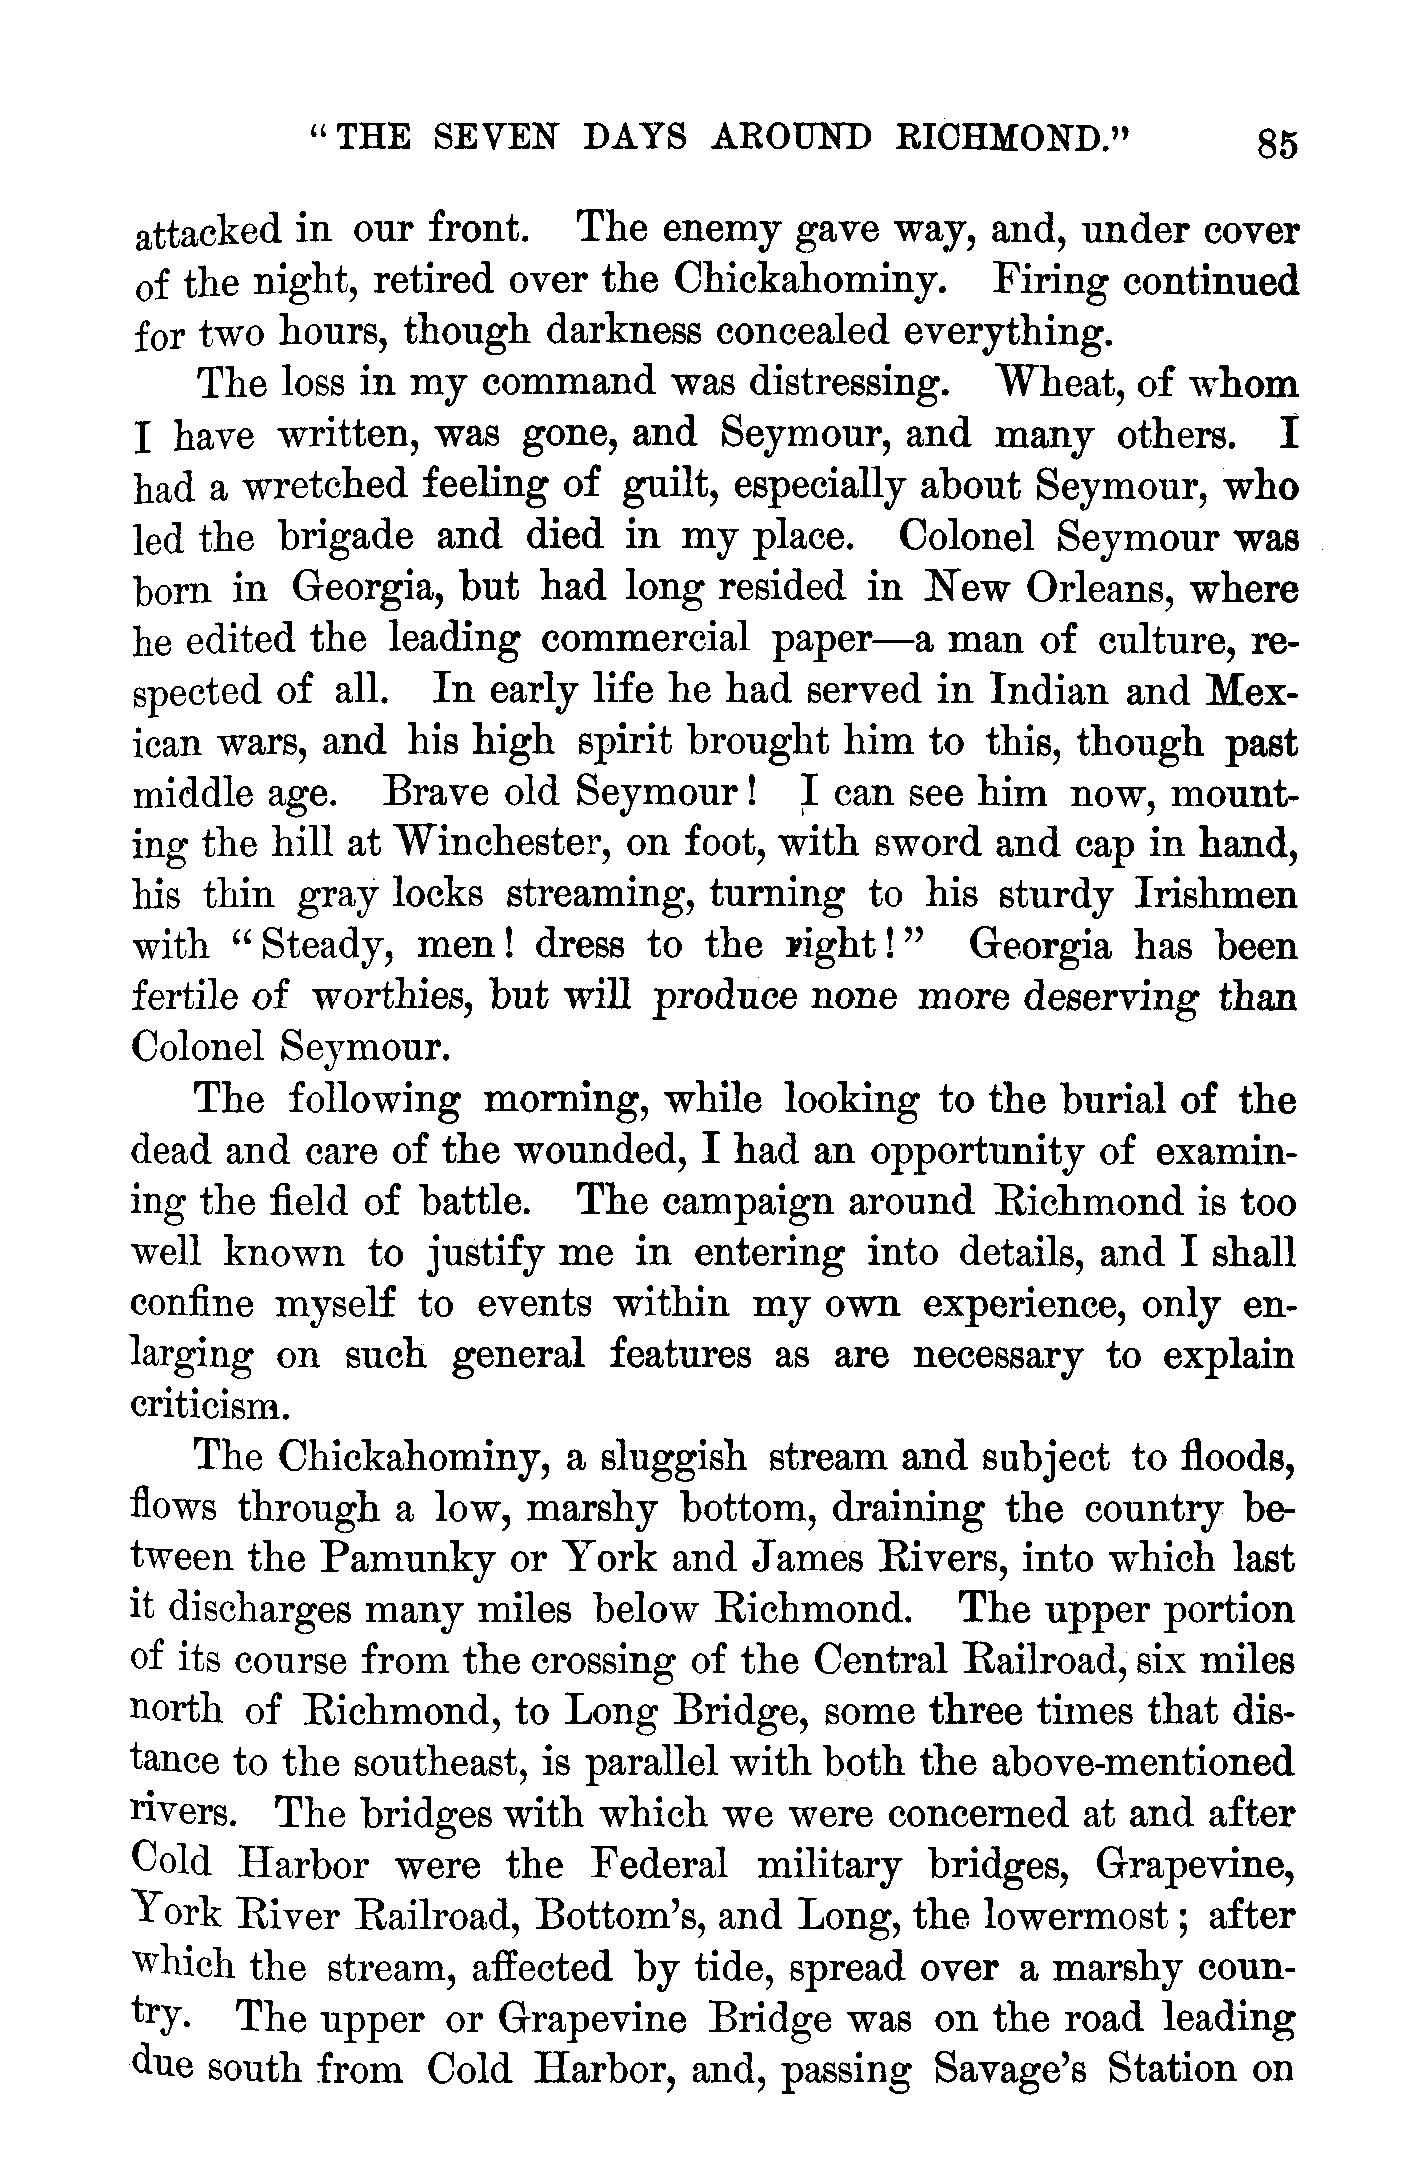 "THE SEVEN DAYS AROUND RICHMOND." 85
attacked in our front. The enemy gave way, and, under cover
of the night, retired over the Chickahominy. Firing continued
for two hours, though darkness concealed everything.
The loss in my command was distressing. Wheat, of whom
I have written, was gone, and Seymour, and many others. I
had a wretched feeling of guilt, especially about Seymour, who
led the brigade and died in my place. Colonel Seymour was
born in Georgia, but had long resided in New Orleans, where
he edited the leading commercial paper—a man of culture, re-
spected of all. In early life he had served in Indian and Mex-
ican wars, and his high spirit brought him to this, though past
middle age. Brave old Seymour! I can see him now, mount-
ing the hill at Winchester, on foot, with sword and cap in hand,
his thin gray locks streaming, turning to his sturdy Irishmen
with "Steady, men! dress to the right!" Georgia has been
fertile of worthies, but will produce none more deserving than
Colonel Seymour.
The following morning, while looking to the burial of the
dead and care of the wounded, I had an opportunity of examin-
ing the field of battle. The campaign around Richmond is too
well known to justify me in entering into details, and I shall
confine myself to events within my own experience, only en-
larging on such general features as are necessary to explain
criticism.
The Chickahominy, a sluggish stream and subject to floods,
flows through a low, marshy bottom, draining the country be-
tween the Pamunky or York and James Rivers, into which last
it discharges many miles below Richmond. The upper portion
of its course from the crossing of the Central Railroad, six miles
north of Richmond, to Long Bridge, some three times that dis-
tance to the southeast, is parallel with both the above-mentioned
rivers. The bridges with which we were concerned at and after
Cold Harbor were the Federal military bridges, Grapevine,
York River Railroad, Bottom's, and Long, the lowermost; after
which the stream, affected by tide, spread over a marshy coun-
try. The upper or Grapevine Bridge was on the road leading
due south from Cold Harbor, and, passing Savage's Station on